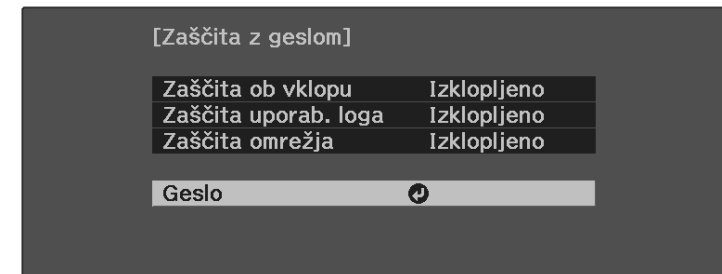 [Zaščita z geslom]
Zaščita ob vklopu Izklopljeno
Zaščita uporab. loga Izklopljeno
Zaščita omrežja Izklopljeno
Geslo